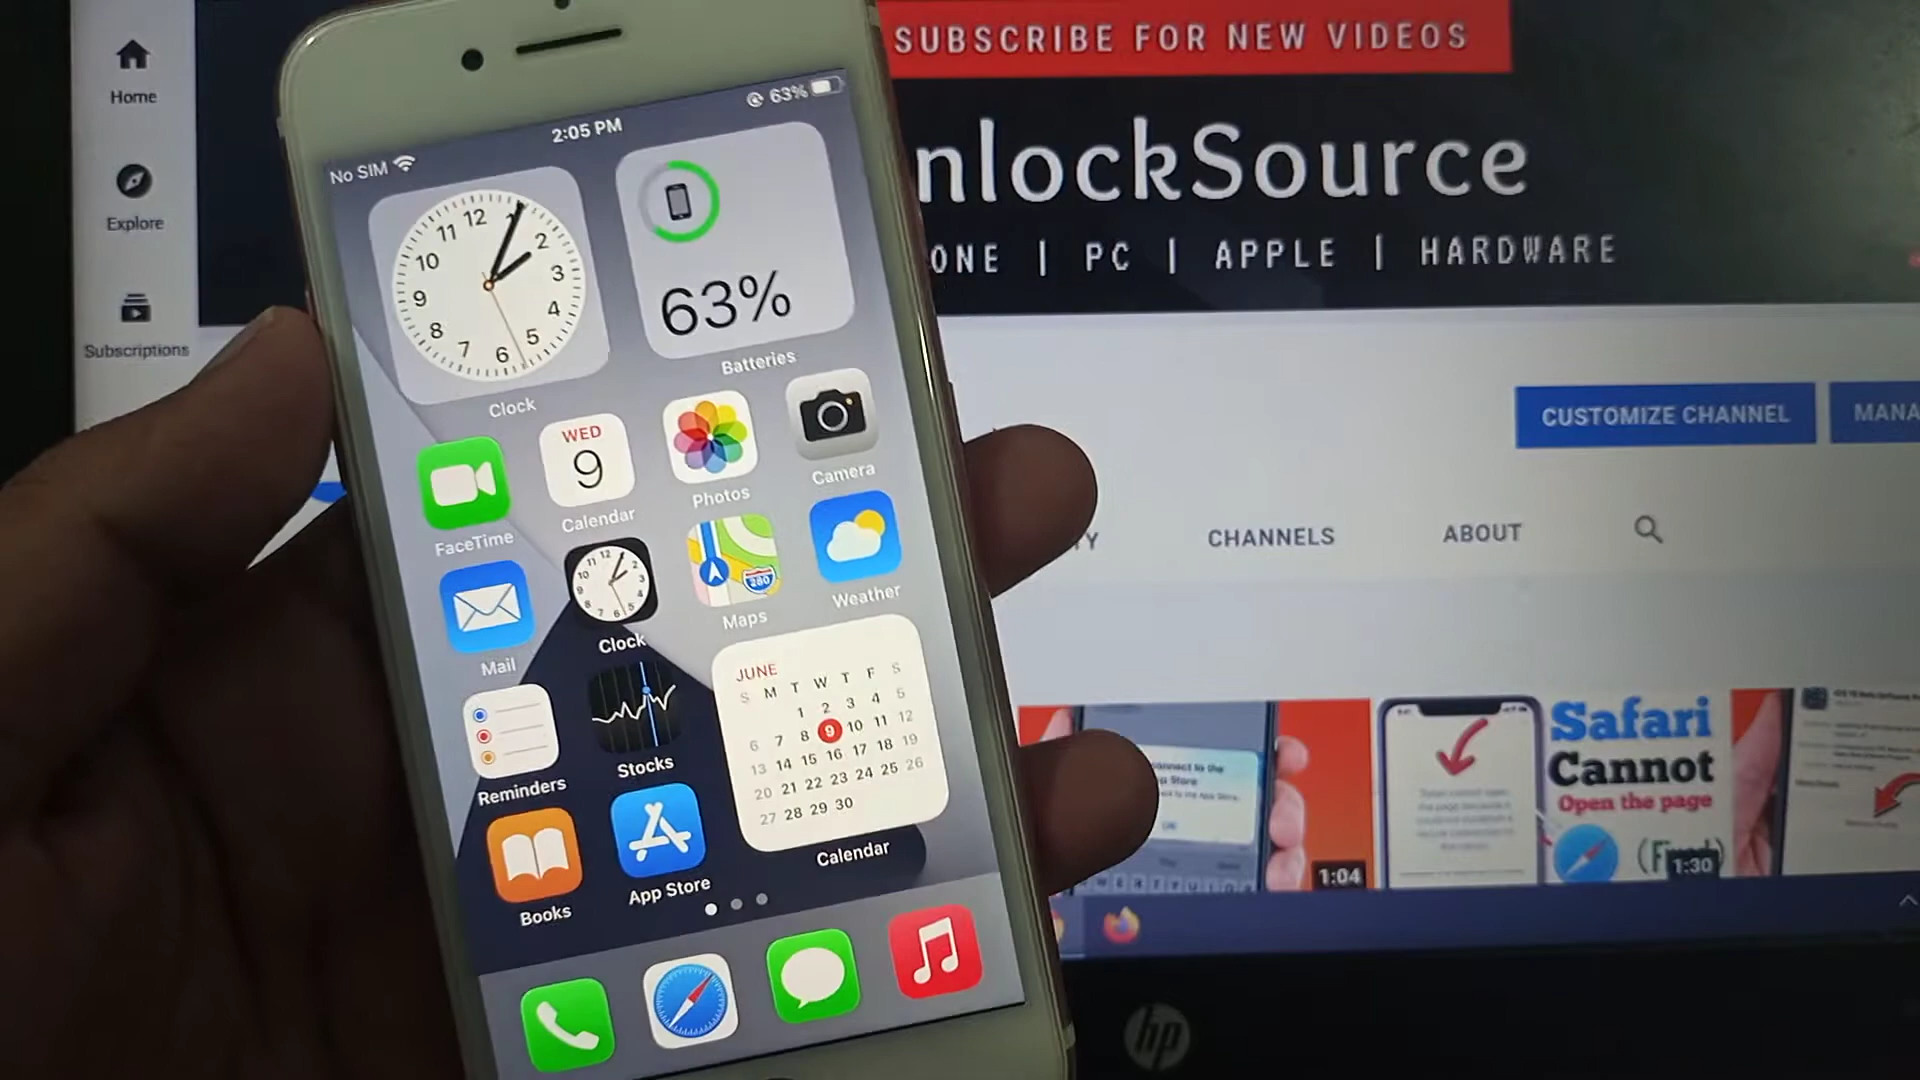 Home
Explore
Subscriptions
SUBSCRIBE FOR NEW VIDEOS
nlockSource
ONE | PC | APPLE | HARDWARE
CUSTOMIZE CHANNEL
MANA
TY
CHANNELS
ABOUT
Safari
Cannot
Open the page
1:04
1:30
hp
No SIM
2:05 PM
63%
12
1
2
3
4
5
6
7
8
9
10
11
Clock
63%
Batteries
FaceTime
WED
9
Calendar
Photos
Camera
Mail
Clock
280
Maps
Weather
Reminders
Stocks
JUNE
S M T W T F S
1 2 3 4 5
6 7 8 9 10 11 12
13 14 15 16 17 18 19
20 21 22 23 24 25 26
27 28 29 30
Calendar
Books
App Store